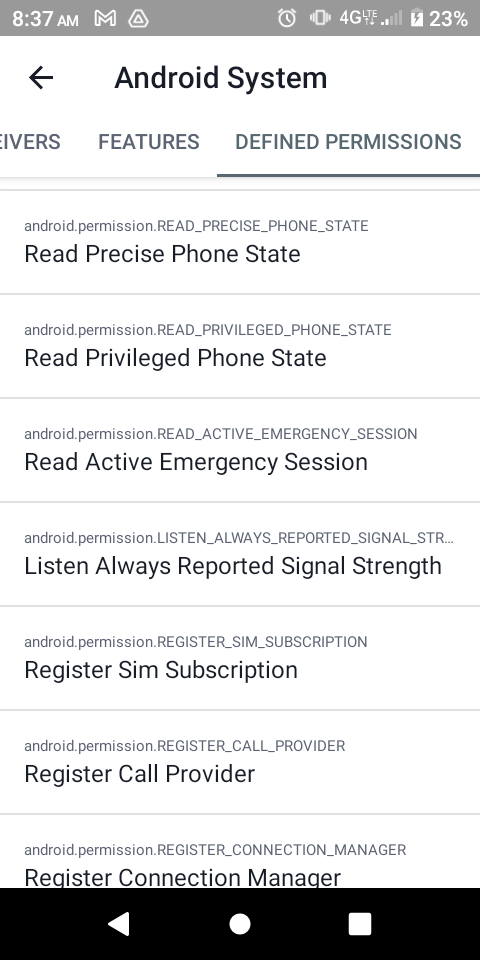 8:37 AM 4G LTE 23%
Android System
EIVERS FEATURES DEFINED PERMISSIONS
android.permission.READ_PRECISE_PHONE_STATE
Read Precise Phone State
android.permission.READ_PRIVILEGED_PHONE_STATE
Read Privileged Phone State
android.permission.READ_ACTIVE_EMERGENCY_SESSION
Read Active Emergency Session
android.permission.LISTEN_ALWAYS_REPORTED_SIGNAL_STR...
Listen Always Reported Signal Strength
android.permission.REGISTER_SIM_SUBSCRIPTION
Register Sim Subscription
android.permission.REGISTER_CALL_PROVIDER
Register Call Provider
android.permission.REGISTER_CONNECTION_MANAGER
Register Connection Manager